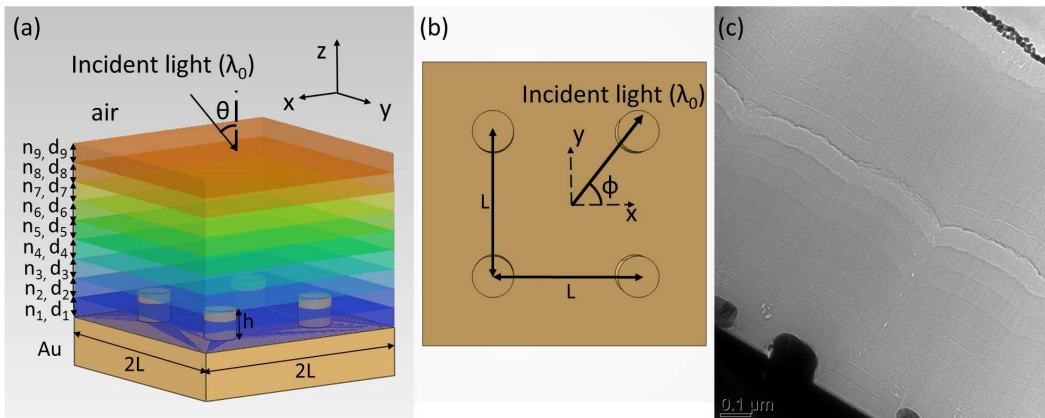 (a)
Incident light (λ₀)
θ
z
x
y
air
n₉, d₉
n₈, d₈
n₇, d₇
n₆, d₆
n₅, d₅
n₄, d₄
n₃, d₃
n₂, d₂
n₁, d₁
h
Au
2L
2L
(b)
Incident light (λ₀)
y
ϕ
x
L
L
(c)
0.1 μm